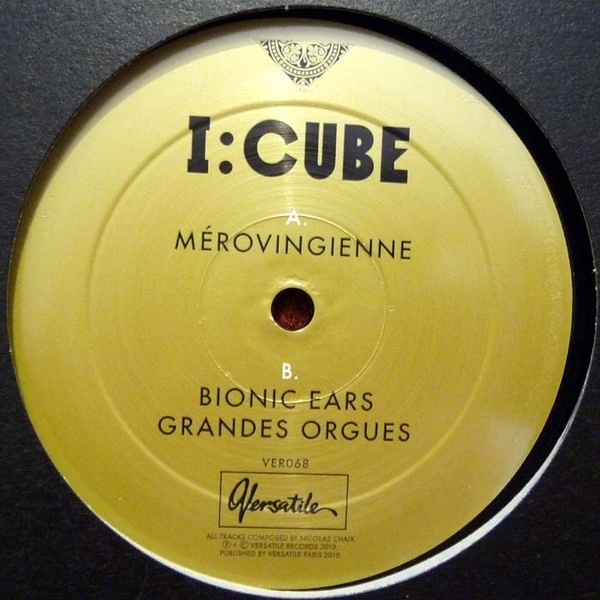 I:CUBE
A.
MÉROVINGIENNE
B.
BIONIC EARS
GRANDES ORGUES
VER068
Versatile
ALL TRACKS COMPOSED BY NICOLAS CHAIX.
Ⓟ + © VERSATILE RECORDS 2010.
PUBLISHED BY VERSATILE PARIS 2010.